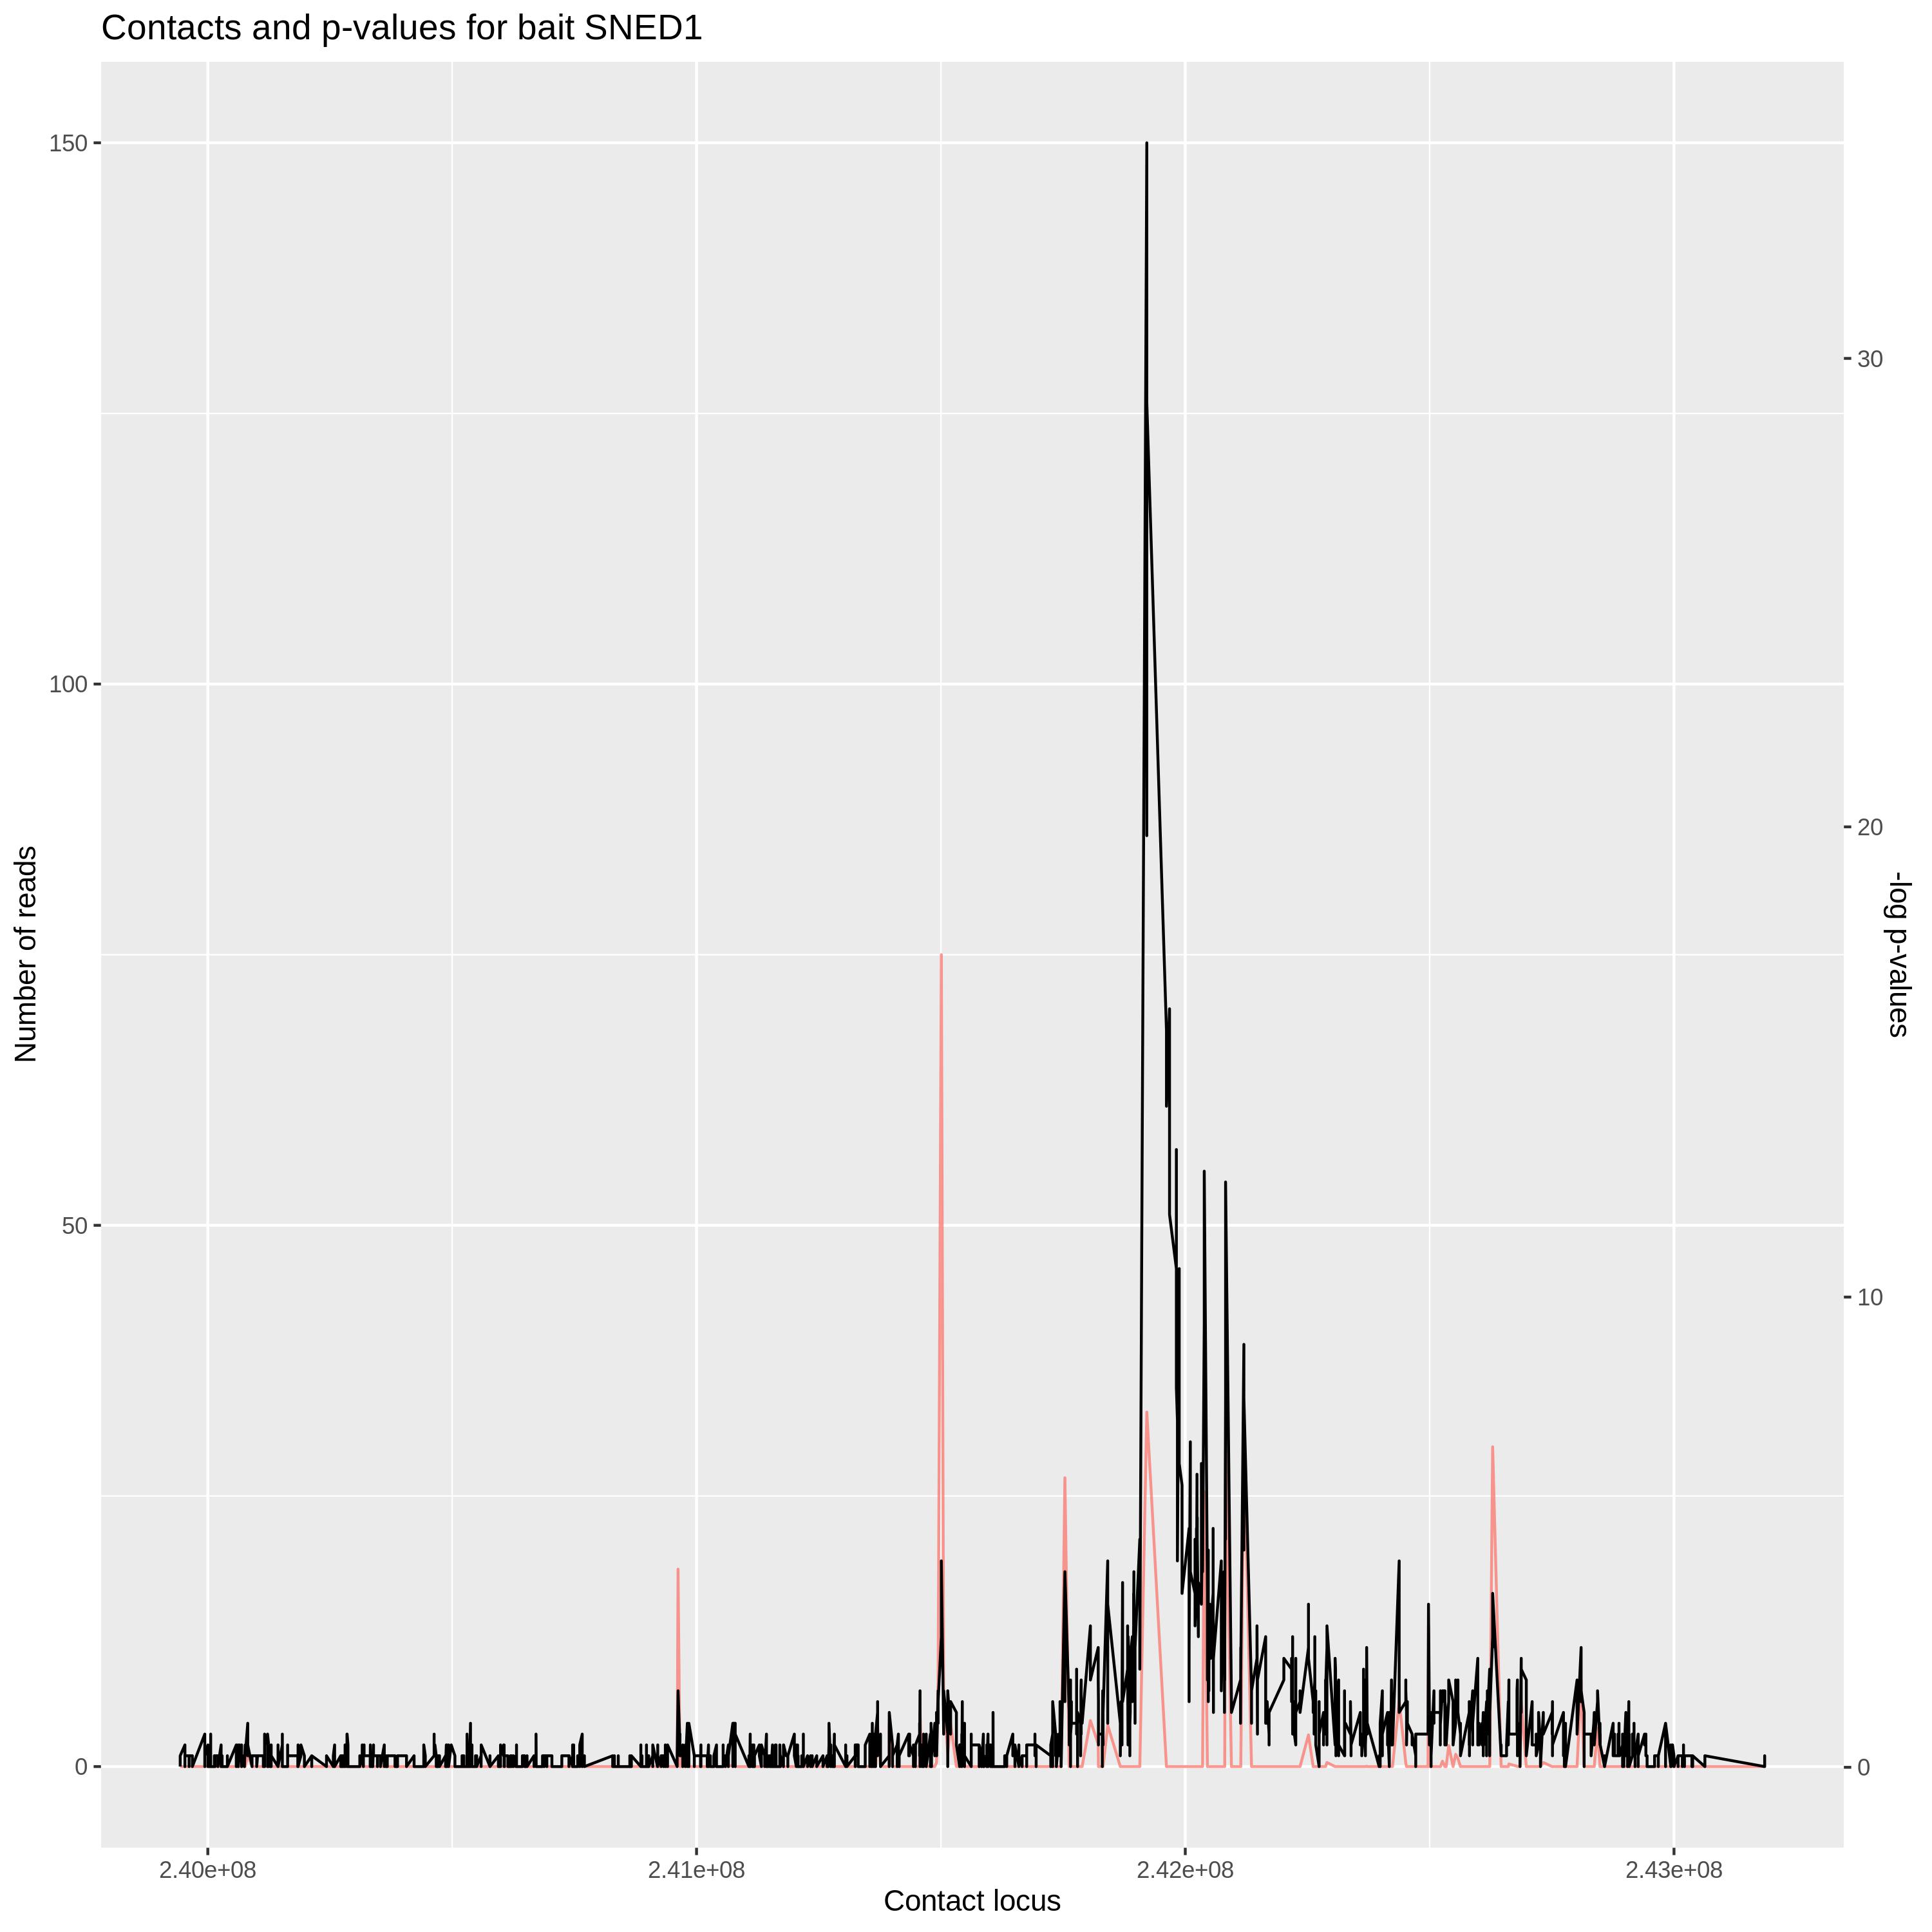 Contacts and p-values for bait SNED1
150
100
50
0
Number of reads
30
20
10
0
-log p-values
2.40e+08
2.41e+08
2.42e+08
2.43e+08
Contact locus